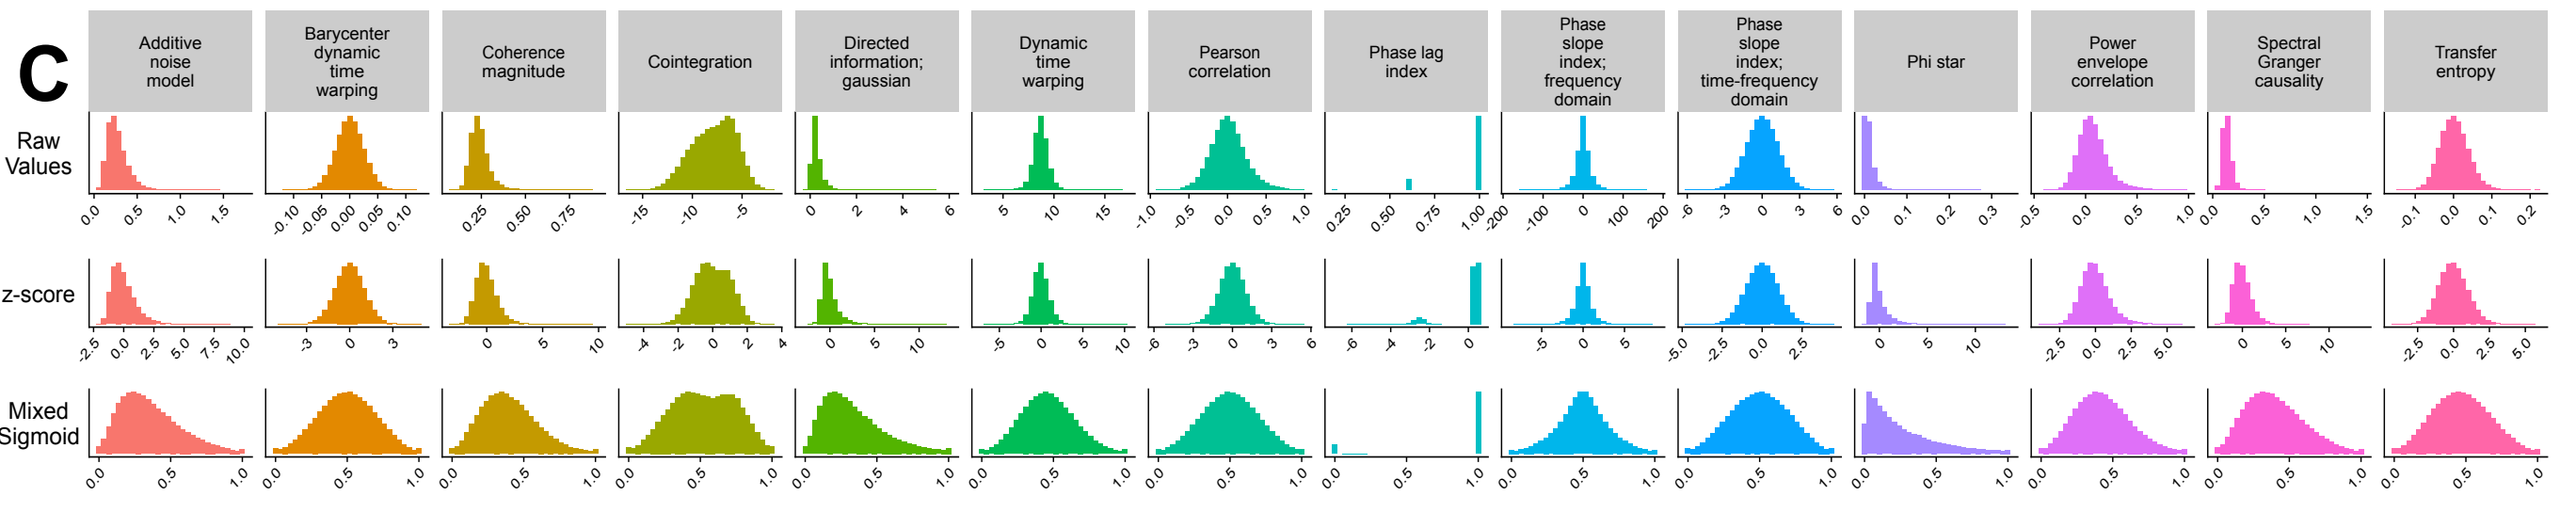 C
Additive
noise
model
Barycenter
dynamic
time
warping
Coherence
magnitude
Cointegration
Directed
information;
gaussian
Dynamic
time
warping
Pearson
correlation
Phase lag
index
Phase
slope
index;
frequency
domain
Phase
slope
index;
time-frequency
domain
Phi star
Power
envelope
correlation
Spectral
Granger
causality
Transfer
entropy
Raw
Values
0.0 0.5 1.0 1.5
-0.10 -0.05 0.00 0.05 0.10
0.25 0.50 0.75
-15 -10 -5
0 2 4 6
5 10 15
-1.0 -0.5 0.0 0.5 1.0
0.25 0.50 0.75 1.00
-200 -100 0 100 200
-6 -3 0 3 6
0.0 0.1 0.2 0.3
-0.5 0.0 0.5 1.0
0.0 0.5 1.0 1.5
-0.1 0.0 0.1 0.2
z-score
-2.5 0.0 2.5 5.0 7.5 10.0
-3 0 3
0 5 10
-4 -2 0 2 4
0 5 10
-5 0 5 10
-6 -3 0 3 6
-6 -4 -2 0
-5 0 5
-5.0 -2.5 0.0 2.5
0 5 10
-2.5 0.0 2.5 5.0
0 5 10
-2.5 0.0 2.5 5.0
Mixed
Sigmoid
0.0 0.5 1.0
0.0 0.5 1.0
0.0 0.5 1.0
0.0 0.5 1.0
0.0 0.5 1.0
0.0 0.5 1.0
0.0 0.5 1.0
0.0 0.5 1.0
0.0 0.5 1.0
0.0 0.5 1.0
0.0 0.5 1.0
0.0 0.5 1.0
0.0 0.5 1.0
0.0 0.5 1.0